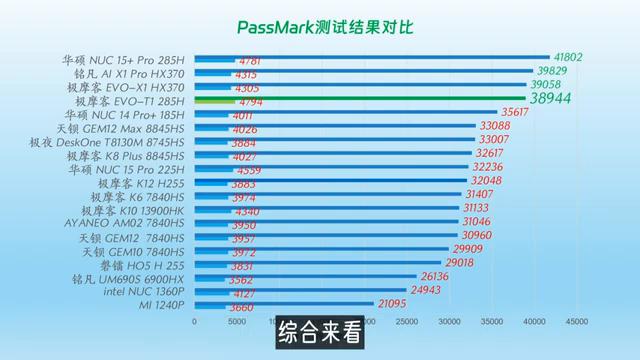 PassMark测试结果对比
华硕 NUC 15+ Pro 285H 4781 41802
铭凡 AI X1 Pro HX370 4315 39829
极摩客 EVO-X1 HX370 4305 39058
极摩客 EVO-T1 285H 4794 38944
华硕 NUC 14 Pro+ 185H 4011 35617
天钡 GEM12 Max 8845HS 4026 33088
极夜 DeskOne T8130M 8745HS 3884 33007
极摩客 K8 Plus 8845HS 4027 32617
华硕 NUC 15 Pro 225H 4559 32236
极摩客 K12 H255 3883 32048
极摩客 K6 7840HS 3974 31407
极摩客 K10 13900HK 4340 31133
AYANEO AM02 7840HS 3950 31046
天钡 GEM12 7840HS 3957 30960
天钡 GEM10 7840HS 3972 29909
磐镭 HO5 H 255 3831 29018
铭凡 UM690S 6900HX 3562 26136
intel NUC 1360P 4127 24943
MI 1240P 3660 21095
0 5000 25000 30000 35000 40000 45000
综合来看